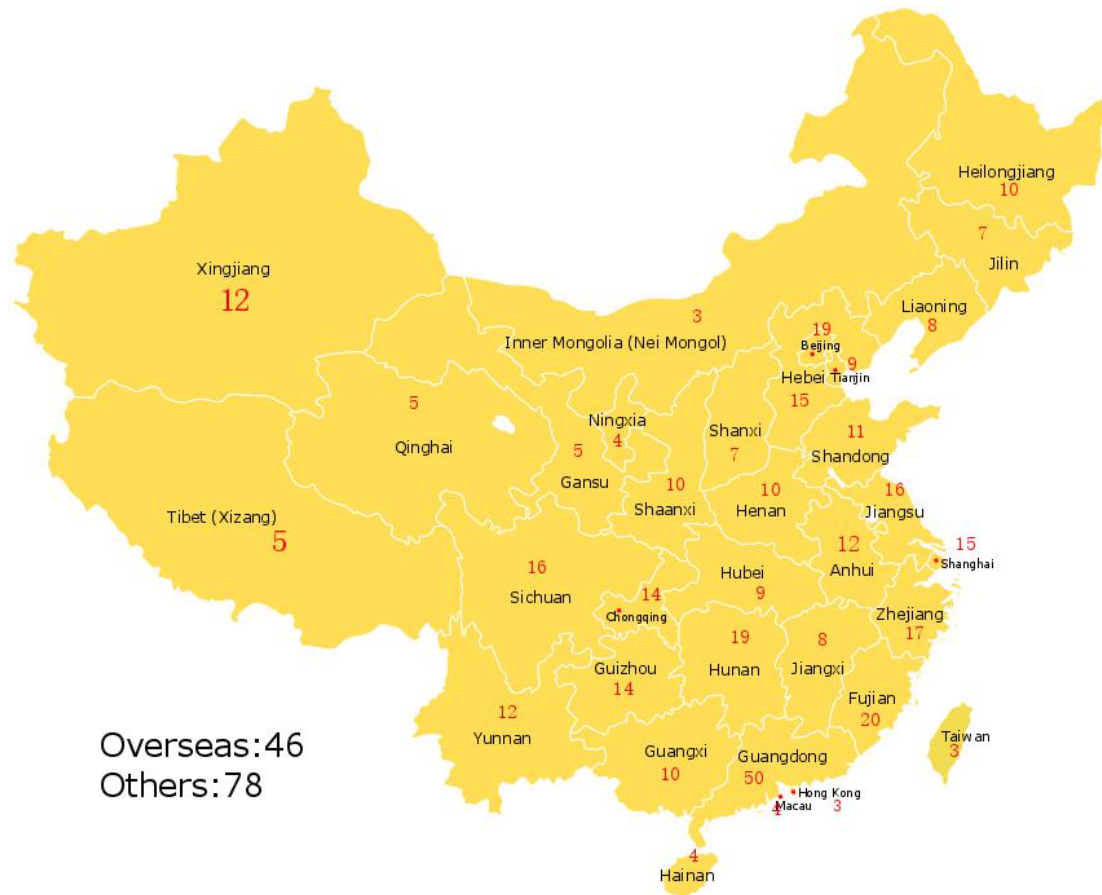 Heilongjiang
10
7
Jilin
Xingjiang
12
Liaoning
8
3
Inner Mongolia (Nei Mongol)
19
Beijing
9
Hebei Tianjin
15
5
Qinghai
Ningxia
4
Shanxi
7
11
Shandong
5
Gansu
10
Shaanxi
10
Henan
16
Jiangsu
Tibet (Xizang)
5
12
Anhui
15
Shanghai
16
Sichuan
Hubei
9
14
Chongqing
Zhejiang
17
19
Hunan
8
Jiangxi
Guizhou
14
Fujian
20
12
Yunnan
Taiwan
3
Guangxi
10
Guangdong
50
Hong Kong
3
Macau
4
4
Hainan
Overseas:46
Others:78